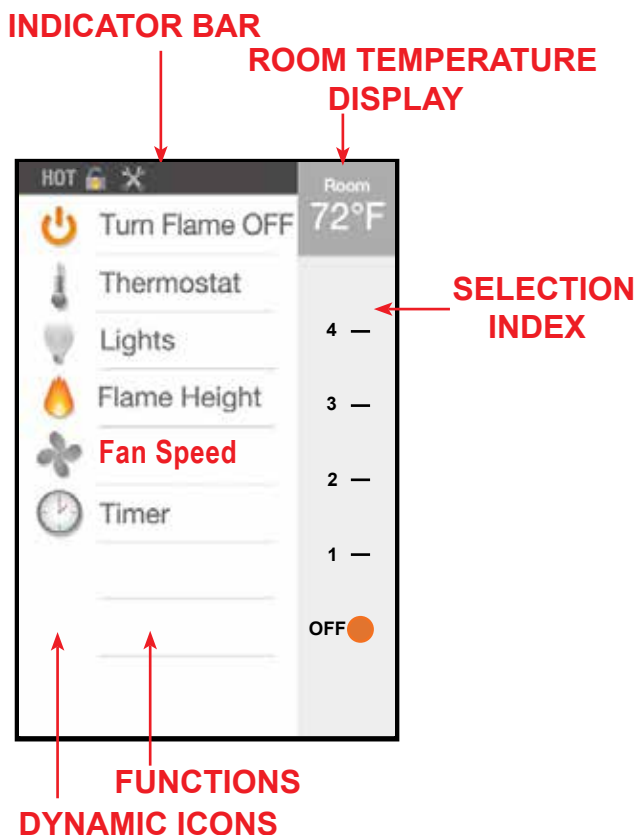 INDICATOR BAR
ROOM TEMPERATURE
DISPLAY
HOT
Room
72°F
Turn Flame OFF
Thermostat
Lights
Flame Height
Fan Speed
Timer
SELECTION
INDEX
4
3
2
1
OFF
FUNCTIONS
DYNAMIC ICONS